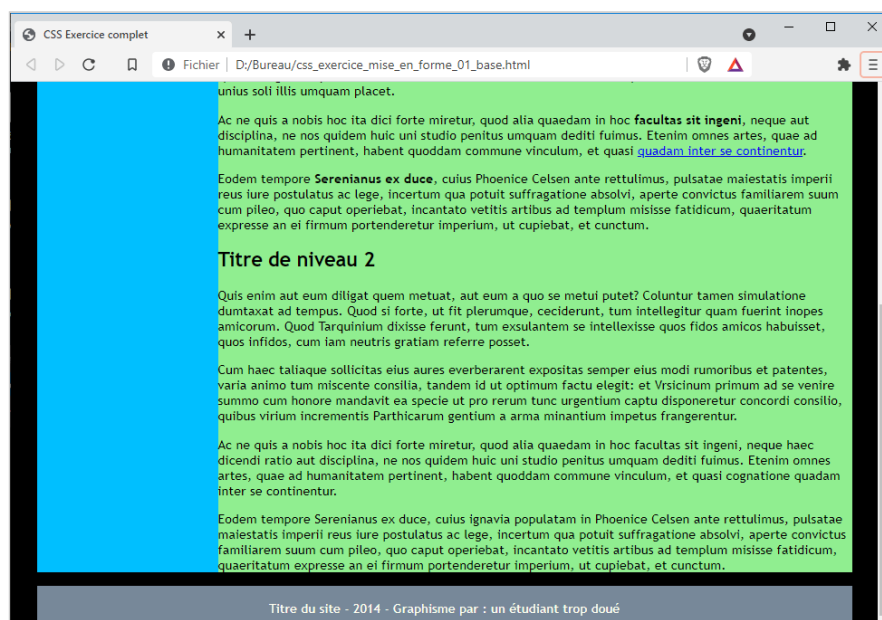 CSS Exercice complet
Fichier
D:/Bureau/css_exercice_mise_en_forme_01_base.html
unius soli illis umquam placet.
Ac ne quis a nobis hoc ita dici forte miretur, quod alia quaedam in hoc facultas sit ingeni, neque aut
disciplina, ne nos quidem huic uni studio penitus umquam dediti fuimus. Etenim omnes artes, quae ad
humanitatem pertinent, habent quoddam commune vinculum, et quasi quadam inter se continentur.
Eodem tempore Serenianus ex duce, cuius Phoenice Celsen ante rettulimus, pulsatae maiestatis imperii
reus iure postulatus ac lege, incertum qua potuit suffragatione absolvi, aperte convictus familiarem suum
cum pileo, quo caput operiebat, incantato vetitis artibus ad templum misisse fatidicum, quaeritatum
expresse an ei firmum portenderetur imperium, ut cupiebat, et cunctum.
Titre de niveau 2
Quis enim aut eum diligat quem metuat, aut eum a quo se metui putet? Coluntur tamen simulatione
dumtaxat ad tempus. Quod si forte, ut fit plerumque, ceciderunt, tum intellegitur quam fuerint inopes
amicorum. Quod Tarquinium dixisse ferunt, tum exsulantem se intellexisse quos fidos amicos habuisset,
quos infidos, cum iam neutris gratiam referre posset.
Cum haec taliaque sollicitas eius aures everberarent expositas semper eius modi rumoribus et patentes,
varia animo tum miscente consilia, tandem id ut optimum factu elegit: et Vrsicinum primum ad se venire
summo cum honore mandavit ea specie ut pro rerum tunc urgentium captu disponeretur concordi consilio,
quibus virium incrementis Parthicarum gentium a arma minantium impetus frangerentur.
Ac ne quis a nobis hoc ita dici forte miretur, quod alia quaedam in hoc facultas sit ingeni, neque haec
dicendi ratio aut disciplina, ne nos quidem huic uni studio penitus umquam dediti fuimus. Etenim omnes
artes, quae ad humanitatem pertinent, habent quoddam commune vinculum, et quasi cognatione quadam
inter se continentur.
Eodem tempore Serenianus ex duce, cuius ignavia populatam in Phoenice Celsen ante rettulimus, pulsatae
maiestatis imperii reus iure postulatus ac lege, incertum qua potuit suffragatione absolvi, aperte convictus
familiarem suum cum pileo, quo caput operiebat, incantato vetitis artibus ad templum misisse fatidicum,
quaeritatum expresse an ei firmum portenderetur imperium, ut cupiebat, et cunctum.
Titre du site - 2014 - Graphisme par : un étudiant trop doué